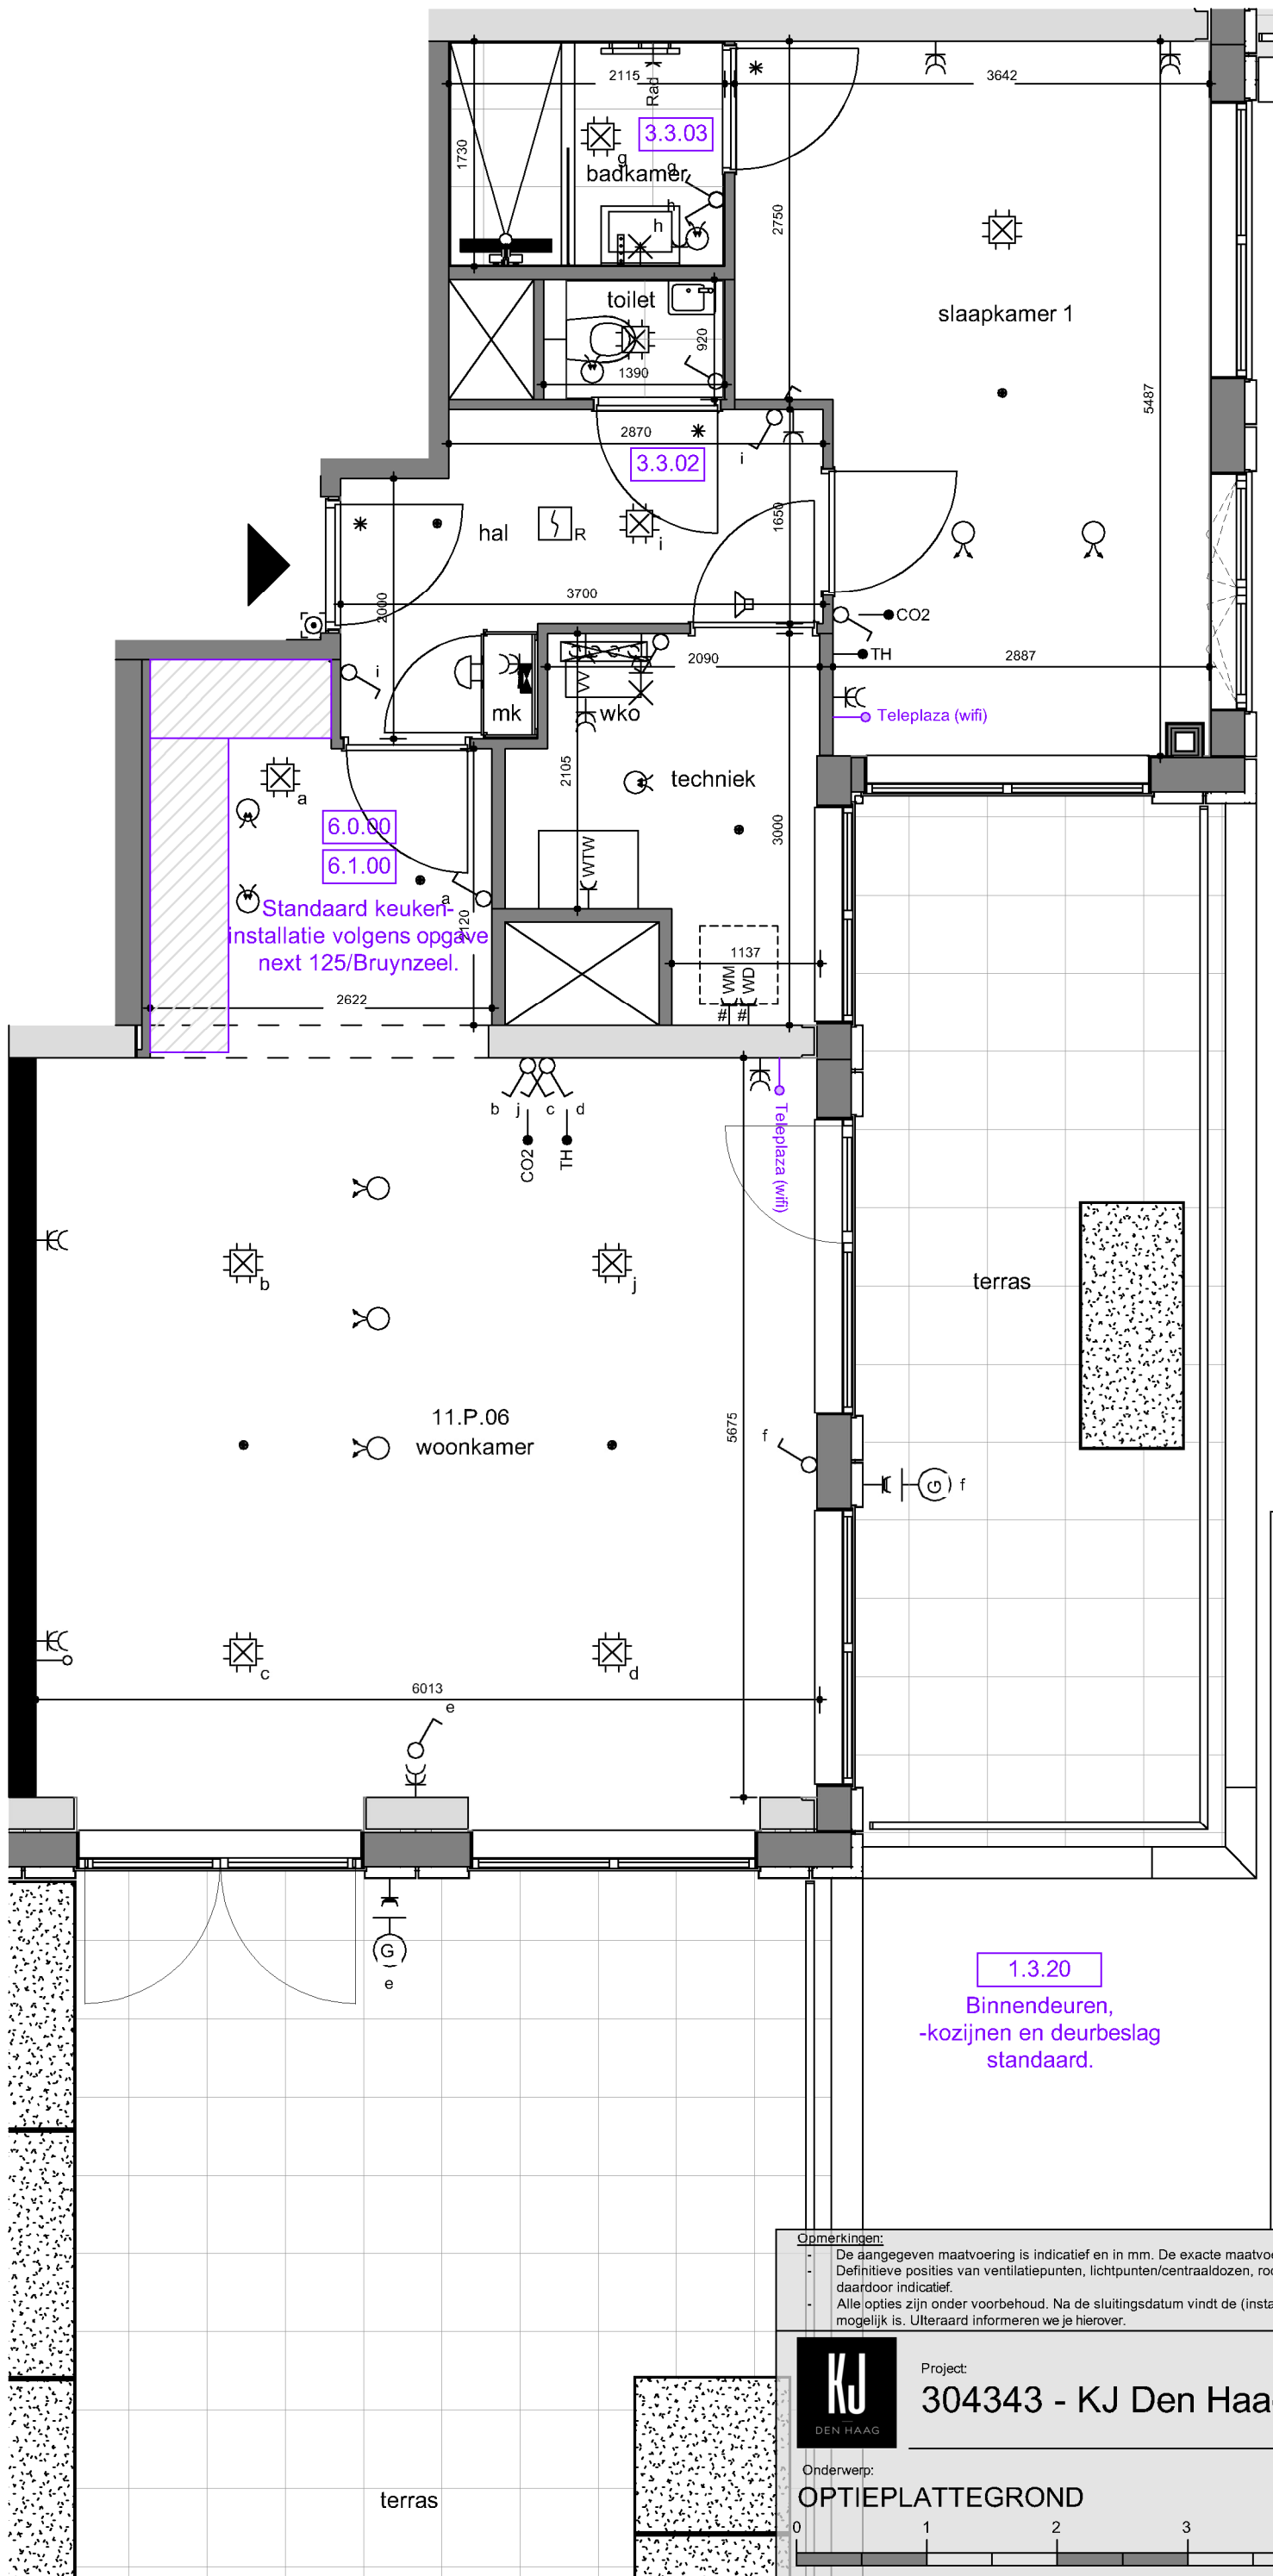 2115
3642
Rad
3.3.03
1730
g
badkamer
g
h
h
2750
slaapkamer 1
toilet
920
1390
5487
2870
i
3.3.02
hal
R
i
1650
3700
2000
CO2
TH
2887
2090
i
mk
VV
wko
Teleplaza (wifi)
2105
techniek
a
6.0.00
3000
6.1.00
WTW
a
Standaard keuken-
installatie volgens opgave
next 125/Bruynzeel.
2120
1137
WM
WD
# #
2622
b j c d
CO2
TH
Teleplaza (wifi)
b
j
terras
11.P.06
woonkamer
5675
f
G
f
c
d
6013
e
G
e
1.3.20
Binnendeuren,
-kozijnen en deurbeslag
standaard.
Opmerkingen:
- De aangegeven maatvoering is indicatief en in mm. De exacte maatvoe
- Definitieve posities van ventilatiepunten, lichtpunten/centraaldozen, roo
daardoor indicatief.
- Alle opties zijn onder voorbehoud. Na de sluitingsdatum vindt de (insta
mogelijk is. Uiteraard informeren we je hierover.
KJ
DEN HAAG
Project:
304343 - KJ Den Haa
Onderwerp:
OPTIEPLATTEGROND
0 1 2 3
terras